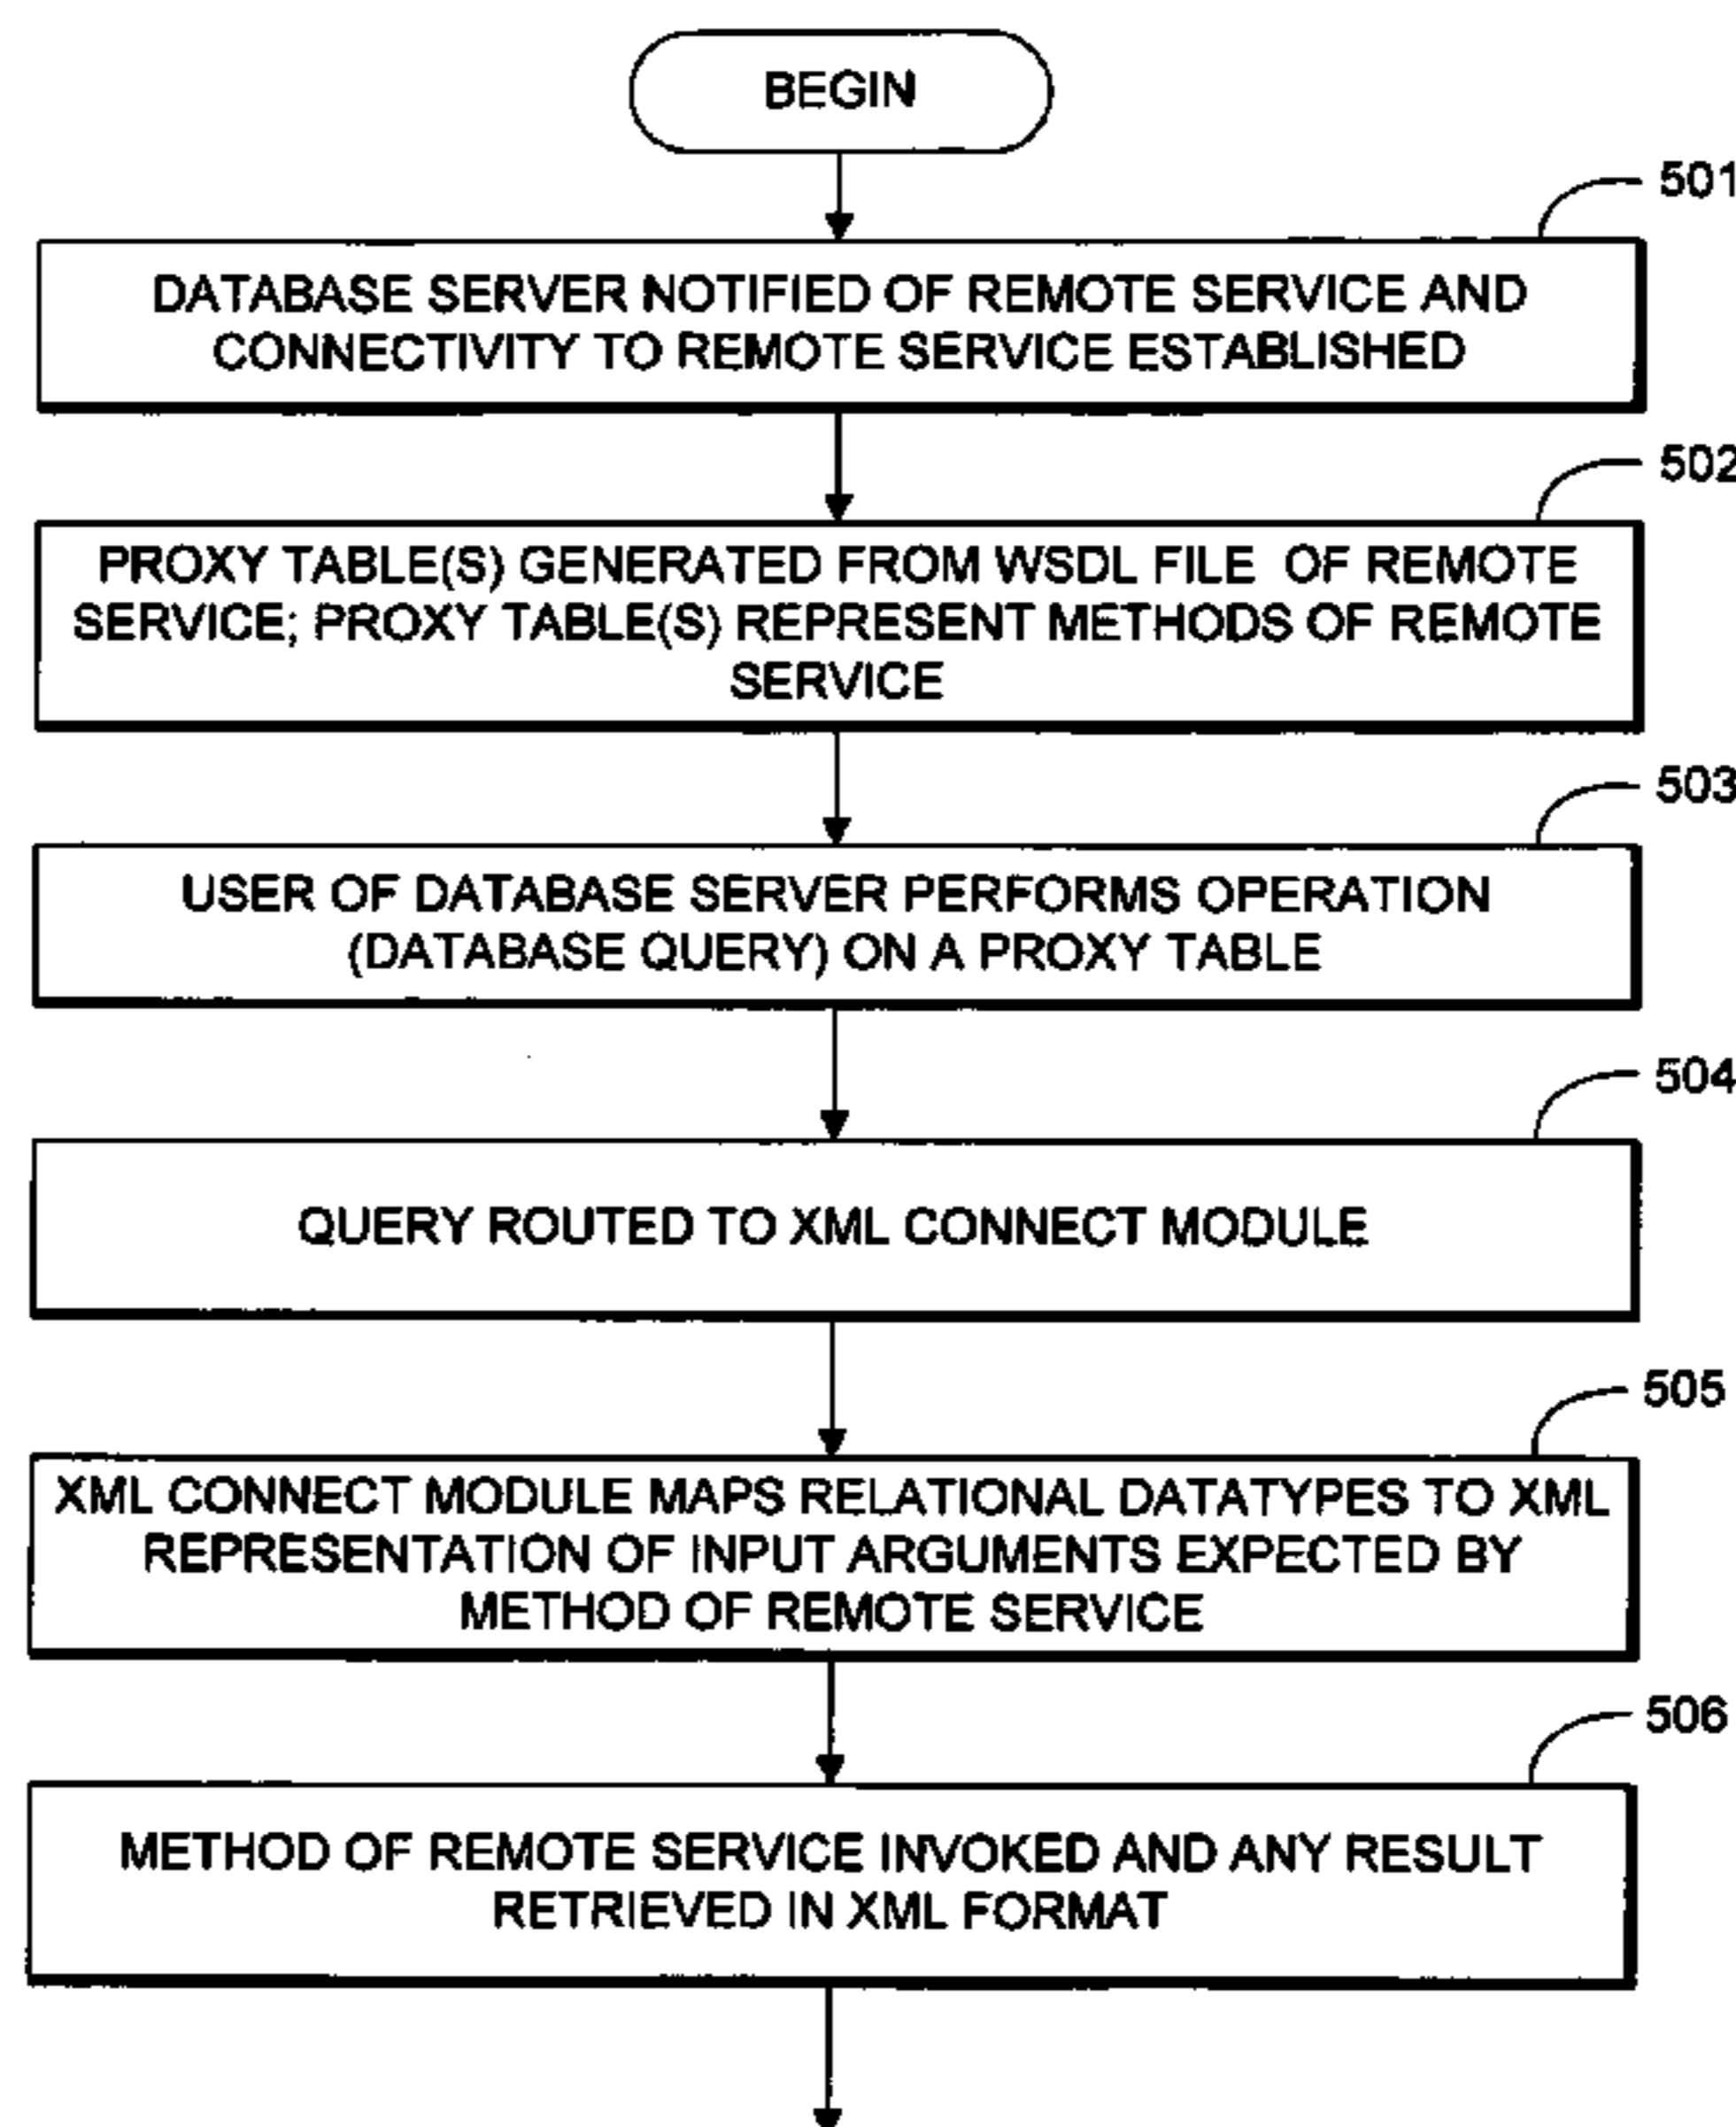 BEGIN
501
DATABASE SERVER NOTIFIED OF REMOTE SERVICE AND
CONNECTIVITY TO REMOTE SERVICE ESTABLISHED
502
PROXY TABLE(S) GENERATED FROM WSDL FILE OF REMOTE
SERVICE; PROXY TABLE(S) REPRESENT METHODS OF REMOTE
SERVICE
503
USER OF DATABASE SERVER PERFORMS OPERATION
(DATABASE QUERY) ON A PROXY TABLE
504
QUERY ROUTED TO XML CONNECT MODULE
505
XML CONNECT MODULE MAPS RELATIONAL DATATYPES TO XML
REPRESENTATION OF INPUT ARGUMENTS EXPECTED BY
METHOD OF REMOTE SERVICE
506
METHOD OF REMOTE SERVICE INVOKED AND ANY RESULT
RETRIEVED IN XML FORMAT